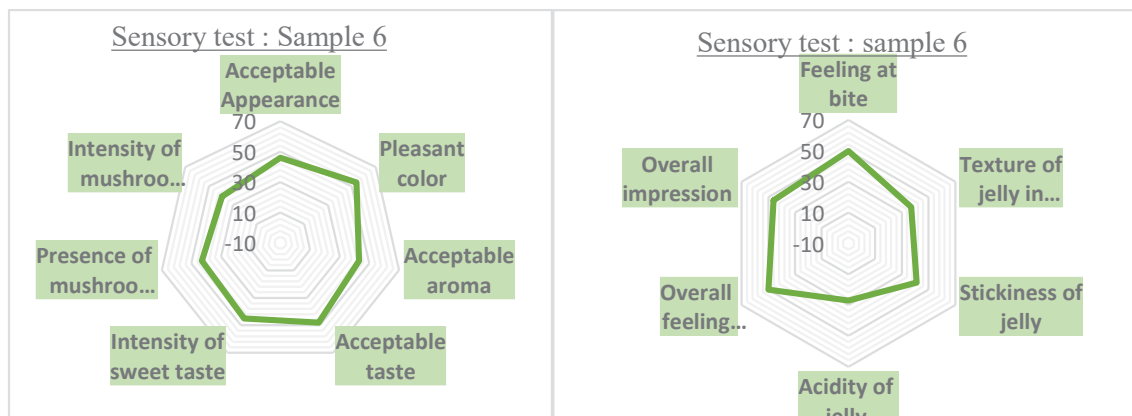 Sensory test : Sample 6
Acceptable
Appearance
70
50
30
10
-10
Pleasant
color
Acceptable
aroma
Acceptable
taste
Intensity of
sweet taste
Presence of
mushroo...
Intensity of
mushroo...
Sensory test : sample 6
Feeling at
bite
70
50
30
10
-10
Texture of
jelly in...
Stickiness of
jelly
Acidity of
jelly
Overall
feeling...
Overall
impression